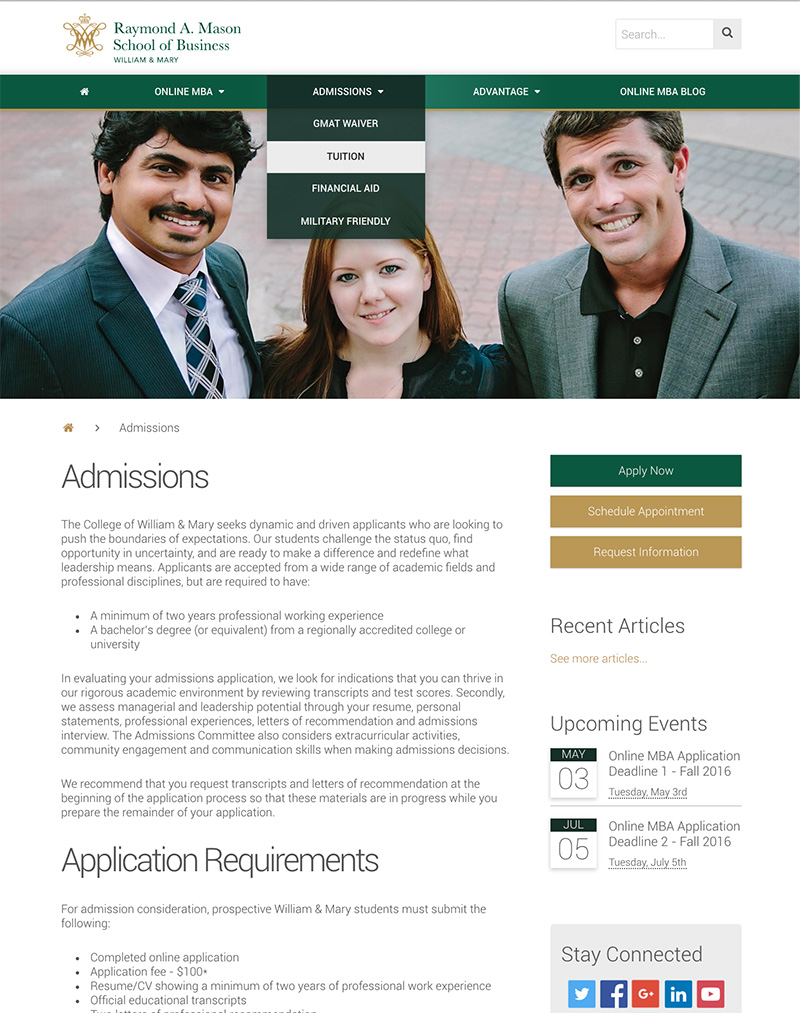 Raymond A. Mason
School of Business
WILLIAM & MARY
Search...
ONLINE MBA
ADMISSIONS
ADVANTAGE
ONLINE MBA BLOG
GMAT WAIVER
TUITION
FINANCIAL AID
MILITARY FRIENDLY
Admissions
Admissions
The College of William & Mary seeks dynamic and driven applicants who are looking to
push the boundaries of expectations. Our students challenge the status quo, find
opportunity in uncertainty, and are ready to make a difference and redefine what
leadership means. Applicants are accepted from a wide range of academic fields and
professional disciplines, but are required to have:
• A minimum of two years professional working experience
• A bachelor's degree (or equivalent) from a regionally accredited college or
university
In evaluating your admissions application, we look for indications that you can thrive in
our rigorous academic environment by reviewing transcripts and test scores. Secondly,
we assess managerial and leadership potential through your resume, personal
statements, professional experiences, letters of recommendation and admissions
interview. The Admissions Committee also considers extracurricular activities,
community engagement and communication skills when making admissions decisions.
We recommend that you request transcripts and letters of recommendation at the
beginning of the application process so that these materials are in progress while you
prepare the remainder of your application.
Application Requirements
For admission consideration, prospective William & Mary students must submit the
following:
• Completed online application
• Application fee - $100*
• Resume/CV showing a minimum of two years of professional work experience
• Official educational transcripts
• Two letters of professional recommendation
Apply Now
Schedule Appointment
Request Information
Recent Articles
See more articles...
Upcoming Events
MAY
03
Online MBA Application
Deadline 1 - Fall 2016
Tuesday, May 3rd
JUL
05
Online MBA Application
Deadline 2 - Fall 2016
Tuesday, July 5th
Stay Connected